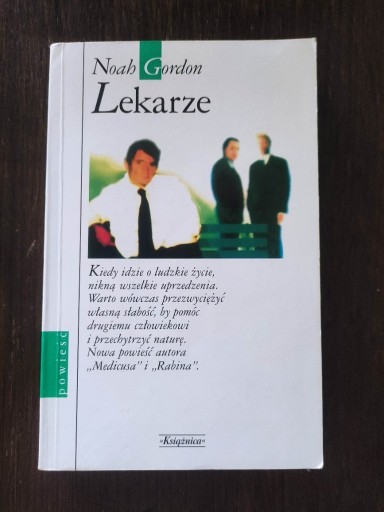 Noah Gordon
Lekarze
Kiedy idzie o ludzkie życie,
nikną wszelkie uprzedzenia.
Warto wówczas przezwyciężyć
własną słabość, by pomóc
drugiemu człowiekowi
i przechytrzyć naturę.
Nowa powieść autora
„Medicusa" i „Rabina".
powieść
»Książnica«